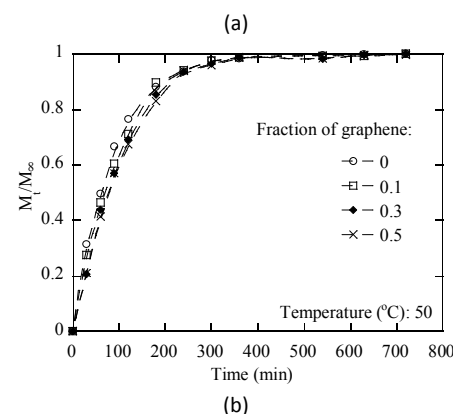 (a)
1
0.8
0.6
0.4
0.2
0
M_t/M_∞
Fraction of graphene:
0
0.1
0.3
0.5
Temperature (°C): 50
0 100 200 300 400 500 600 700 800
Time (min)
(b)